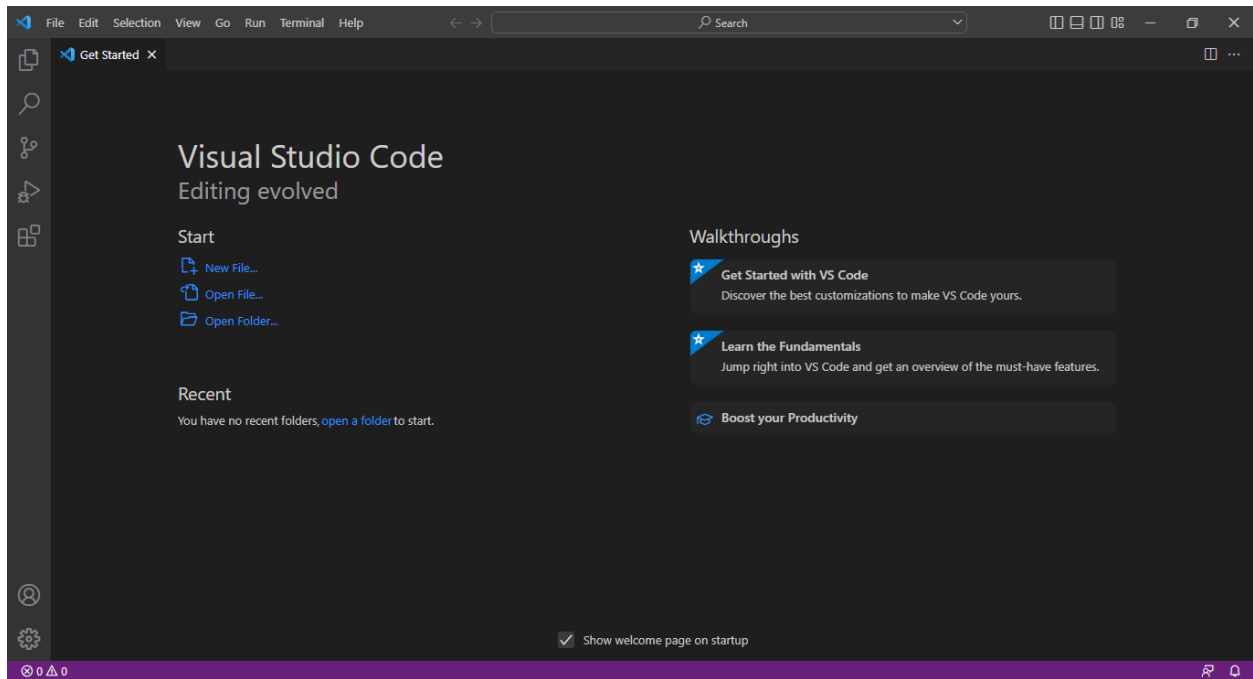 File Edit Selection View Go Run Terminal Help
Search
Get Started
Visual Studio Code
Editing evolved
Start
New File...
Open File...
Open Folder...
Recent
You have no recent folders, open a folder to start.
Walkthroughs
Get Started with VS Code
Discover the best customizations to make VS Code yours.
Learn the Fundamentals
Jump right into VS Code and get an overview of the must-have features.
Boost your Productivity
Show welcome page on startup
0 0